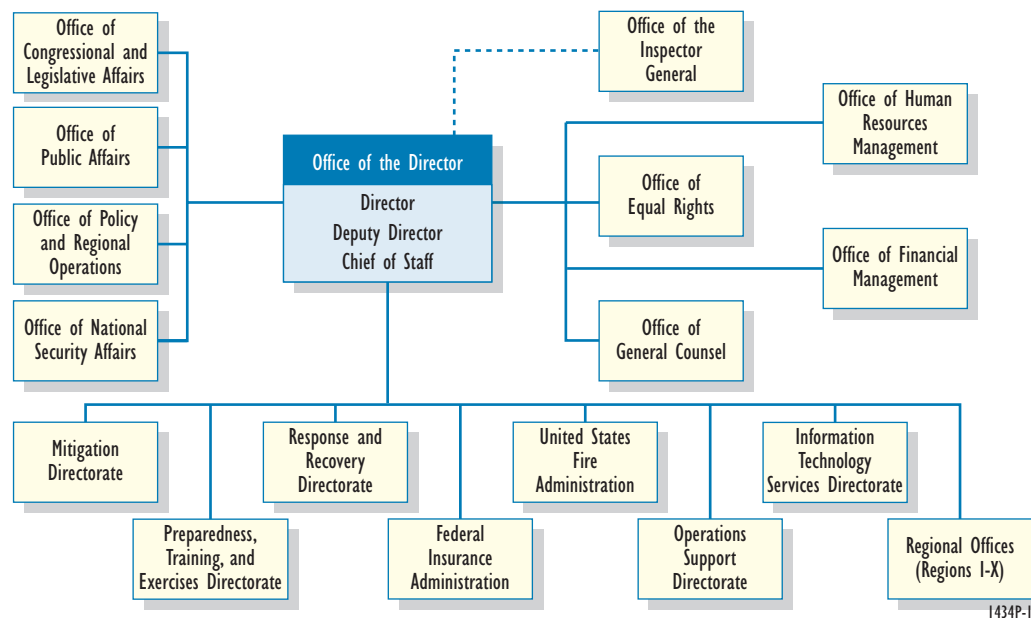 Office of
Congressional and
Legislative Affairs
Office of
Public Affairs
Office of Policy
and Regional
Operations
Office of National
Security Affairs
Office of the Director
Director
Deputy Director
Chief of Staff
Office of the
Inspector
General
Office of
Equal Rights
Office of
General Counsel
Office of Human
Resources
Management
Office of Financial
Management
Mitigation
Directorate
Preparedness,
Training, and
Exercises Directorate
Response and
Recovery
Directorate
Federal
Insurance
Administration
United States
Fire
Administration
Operations
Support
Directorate
Information
Technology
Services Directorate
Regional Offices
(Regions I-X)
1434P-1